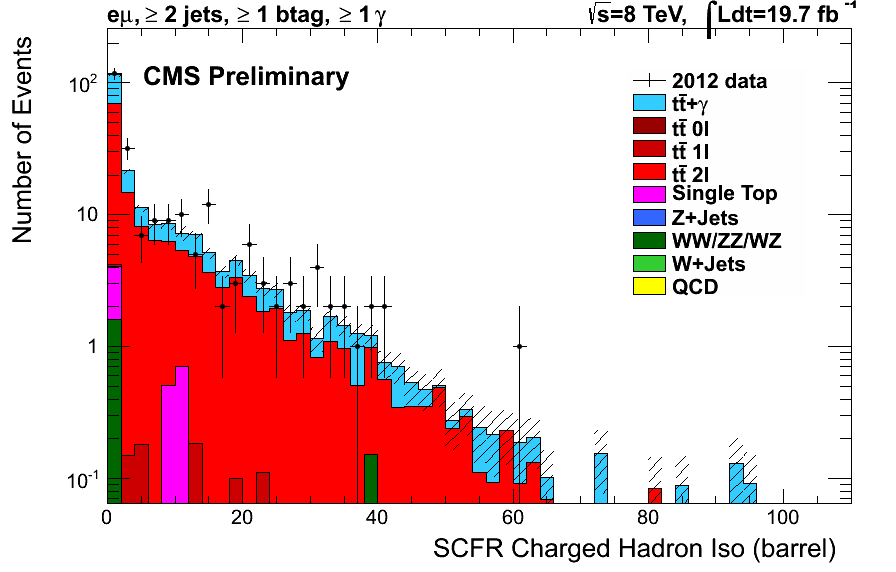 eμ, ≥ 2 jets, ≥ 1 btag, ≥ 1 γ
√s=8 TeV, ∫Ldt=19.7 fb⁻¹
CMS Preliminary
2012 data
tt̄+γ
tt̄ 0l
tt̄ 1l
tt̄ 2l
Single Top
Z+Jets
WW/ZZ/WZ
W+Jets
QCD
Number of Events
10²
10
1
10⁻¹
0 20 40 60 80 100
SCFR Charged Hadron Iso (barrel)